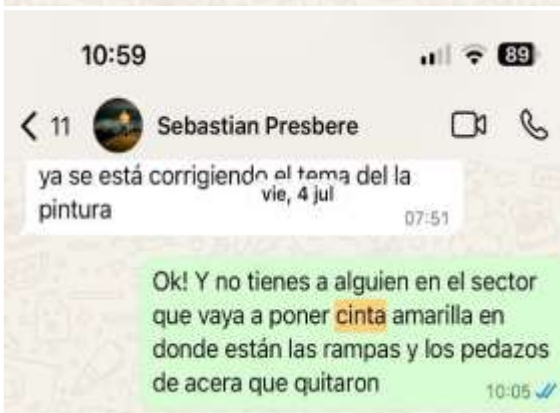 10:59
89
11 Sebastian Presbere
ya se está corrigiendo el tema del la
vie, 4 jul
pintura
07:51
Ok! Y no tienes a alguien en el sector
que vaya a poner cinta amarilla en
donde están las rampas y los pedazos
de acera que quitaron
10:05